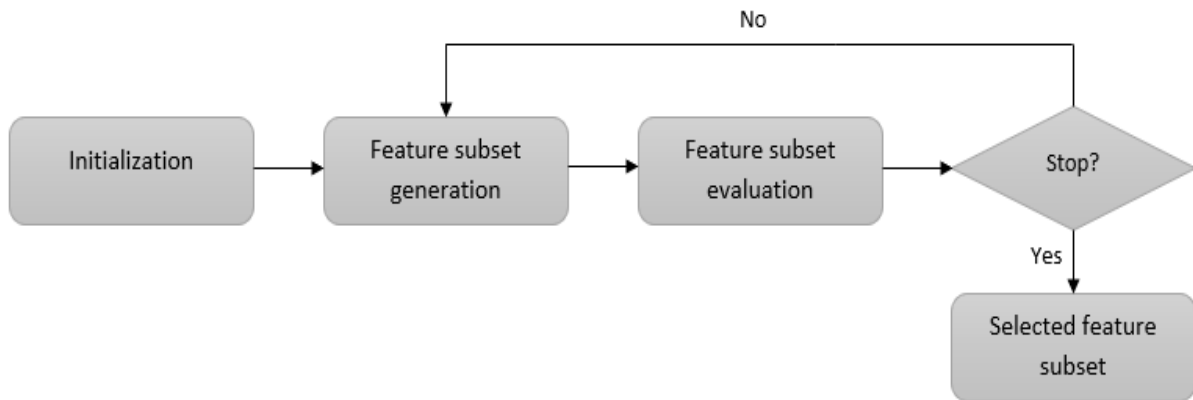 No
Initialization
Feature subset
generation
Feature subset
evaluation
Stop?
Yes
Selected feature
subset